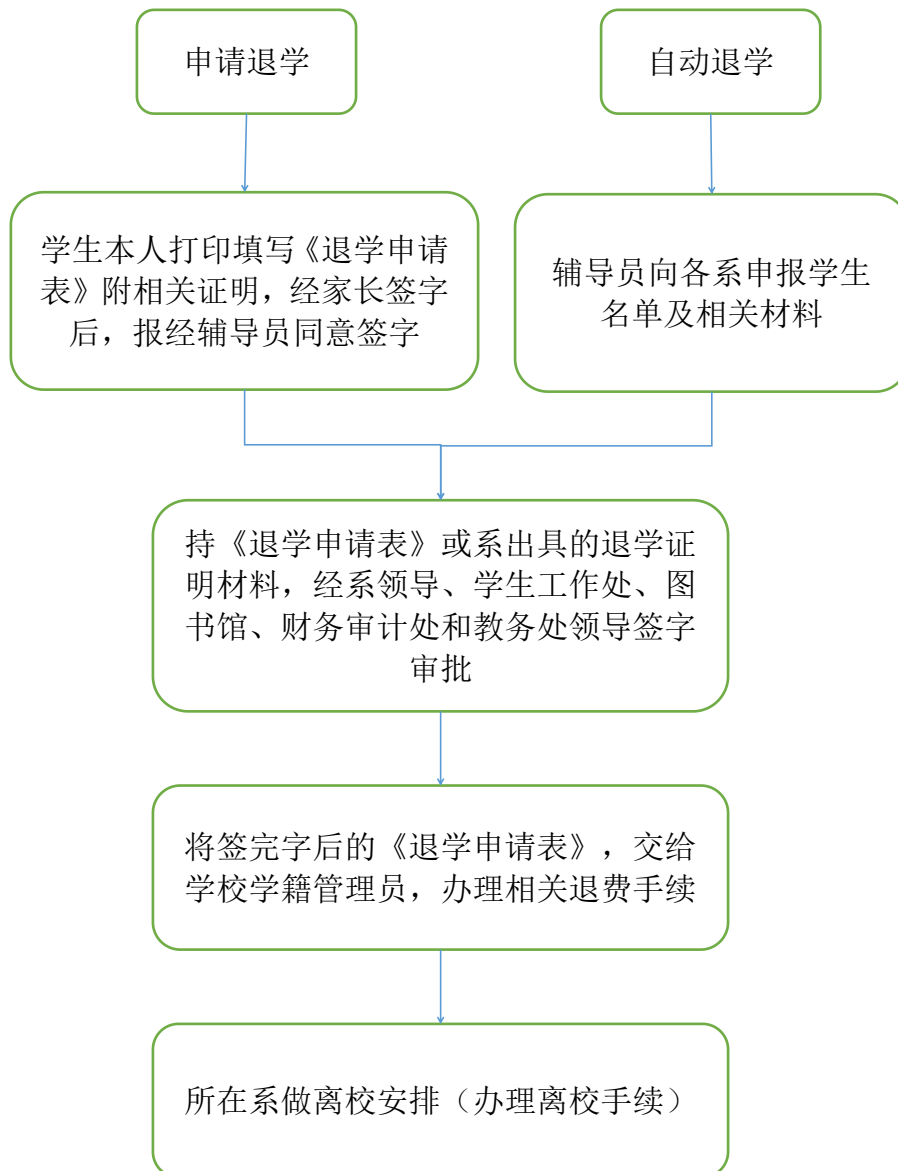 申请退学
自动退学
学生本人打印填写《退学申请
表》附相关证明，经家长签字
后，报经辅导员同意签字
辅导员向各系申报学生
名单及相关材料
持《退学申请表》或系出具的退学证
明材料，经系领导、学生工作处、图
书馆、财务审计处和教务处领导签字
审批
将签完字后的《退学申请表》，交给
学校学籍管理员，办理相关退费手续
所在系做离校安排（办理离校手续）